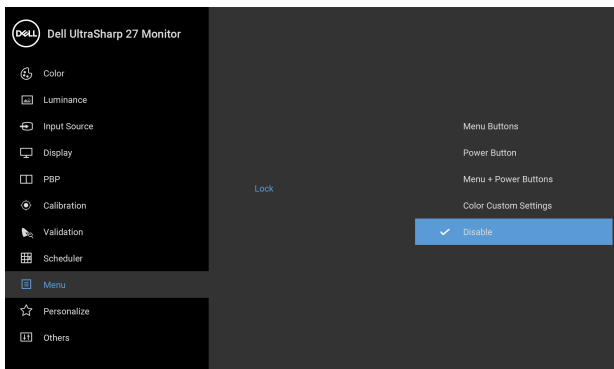 DELL
Dell UltraSharp 27 Monitor
Color
Luminance
Input Source
Display
PBP
Calibration
Validation
Scheduler
Menu
Personalize
Others
Lock
Menu Buttons
Power Button
Menu + Power Buttons
Color Custom Settings
Disable